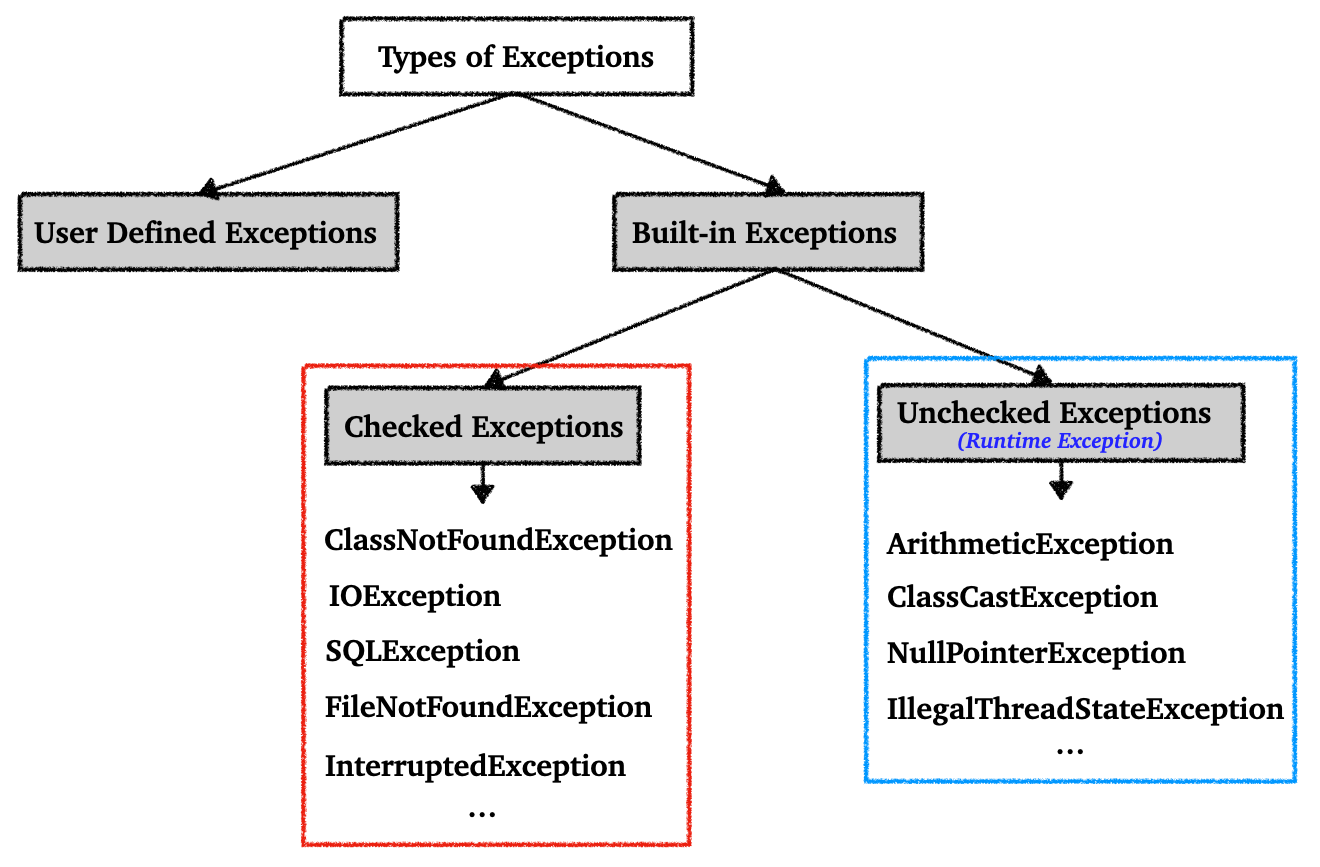 Types of Exceptions
User Defined Exceptions
Built-in Exceptions
Checked Exceptions
ClassNotFoundException
IOException
SQLException
FileNotFoundException
InterruptedException
...
Unchecked Exceptions
(Runtime Exception)
ArithmeticException
ClassCastException
NullPointerException
IllegalThreadStateException
...